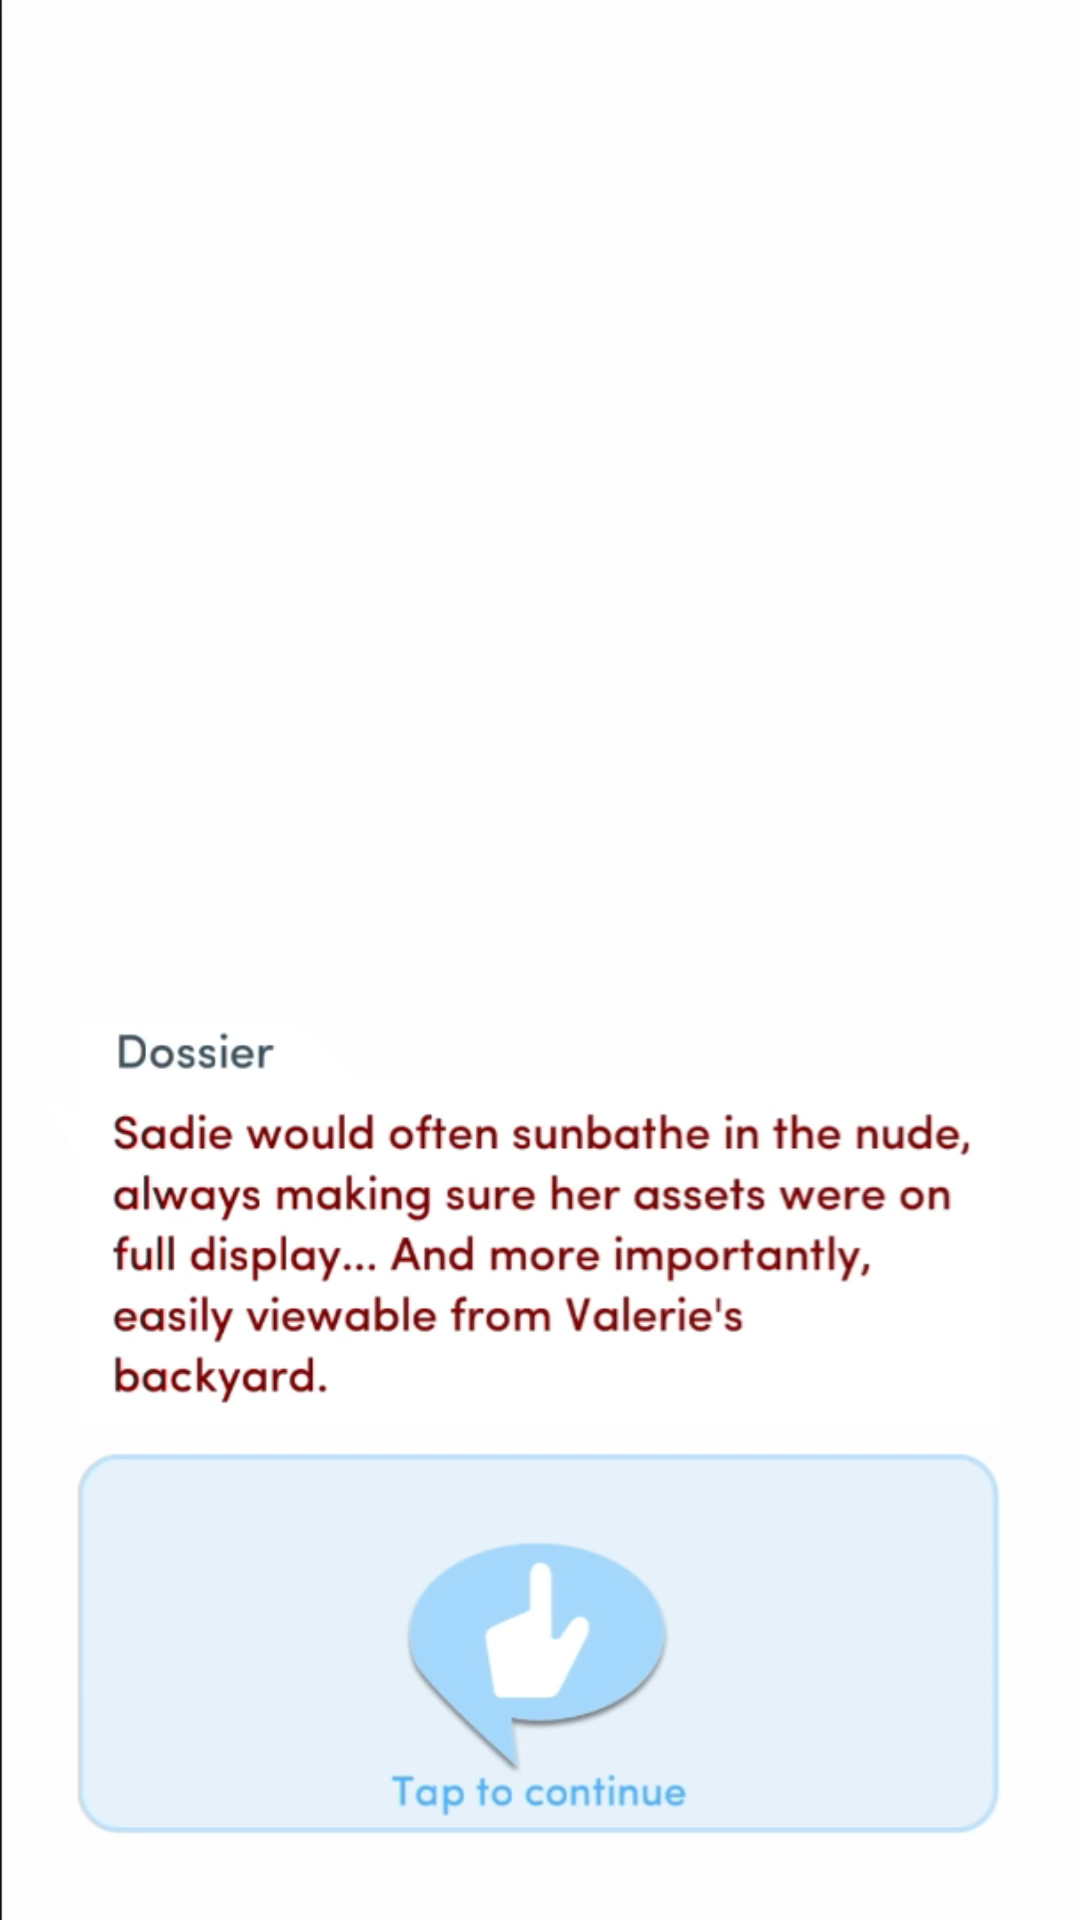 Dossier
Sadie would often sunbathe in the nude,
always making sure her assets were on
full display... And more importantly,
easily viewable from Valerie's
backyard.
Tap to continue